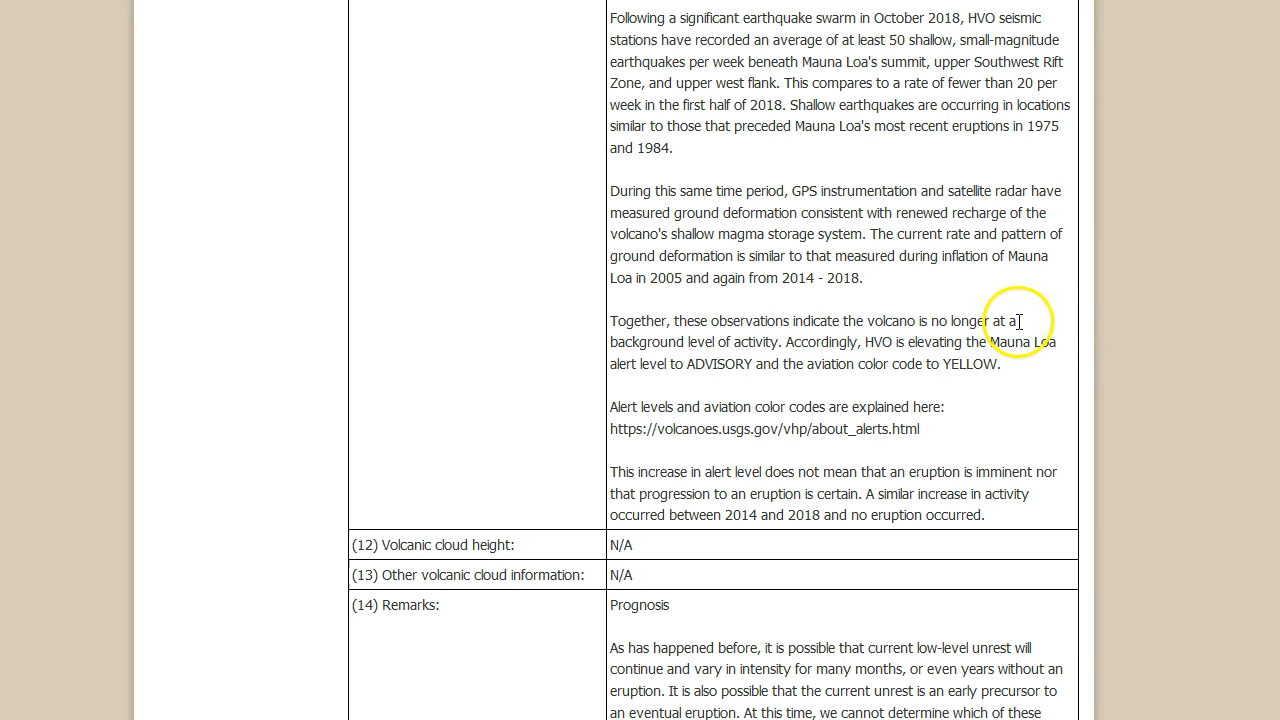 Following a significant earthquake swarm in October 2018, HVO seismic
stations have recorded an average of at least 50 shallow, small-magnitude
earthquakes per week beneath Mauna Loa's summit, upper Southwest Rift
Zone, and upper west flank. This compares to a rate of fewer than 20 per
week in the first half of 2018. Shallow earthquakes are occurring in locations
similar to those that preceded Mauna Loa's most recent eruptions in 1975
and 1984.
During this same time period, GPS instrumentation and satellite radar have
measured ground deformation consistent with renewed recharge of the
volcano's shallow magma storage system. The current rate and pattern of
ground deformation is similar to that measured during inflation of Mauna
Loa in 2005 and again from 2014 - 2018.
Together, these observations indicate the volcano is no longer at a
background level of activity. Accordingly, HVO is elevating the Mauna Loa
alert level to ADVISORY and the aviation color code to YELLOW.
Alert levels and aviation color codes are explained here:
https://volcanoes.usgs.gov/vhp/about_alerts.html
This increase in alert level does not mean that an eruption is imminent nor
that progression to an eruption is certain. A similar increase in activity
occurred between 2014 and 2018 and no eruption occurred.
(12) Volcanic cloud height: N/A
(13) Other volcanic cloud information: N/A
(14) Remarks: Prognosis
As has happened before, it is possible that current low-level unrest will
continue and vary in intensity for many months, or even years without an
eruption. It is also possible that the current unrest is an early precursor to
an eventual eruption. At this time, we cannot determine which of these